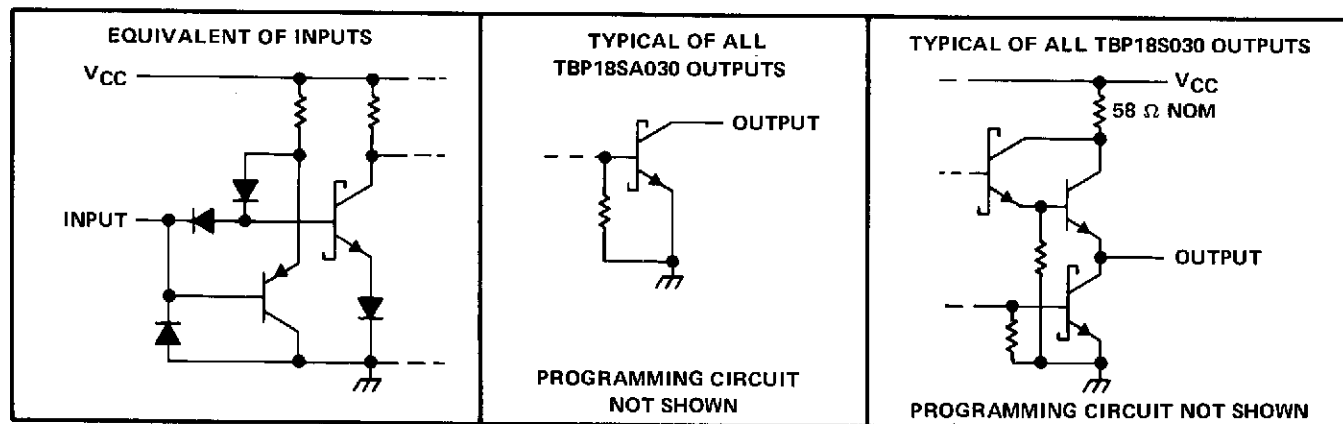 EQUIVALENT OF INPUTS
VCC
INPUT
TYPICAL OF ALL
TBP18SA030 OUTPUTS
OUTPUT
PROGRAMMING CIRCUIT
NOT SHOWN
TYPICAL OF ALL TBP18S030 OUTPUTS
VCC
58 Ω NOM
OUTPUT
PROGRAMMING CIRCUIT NOT SHOWN